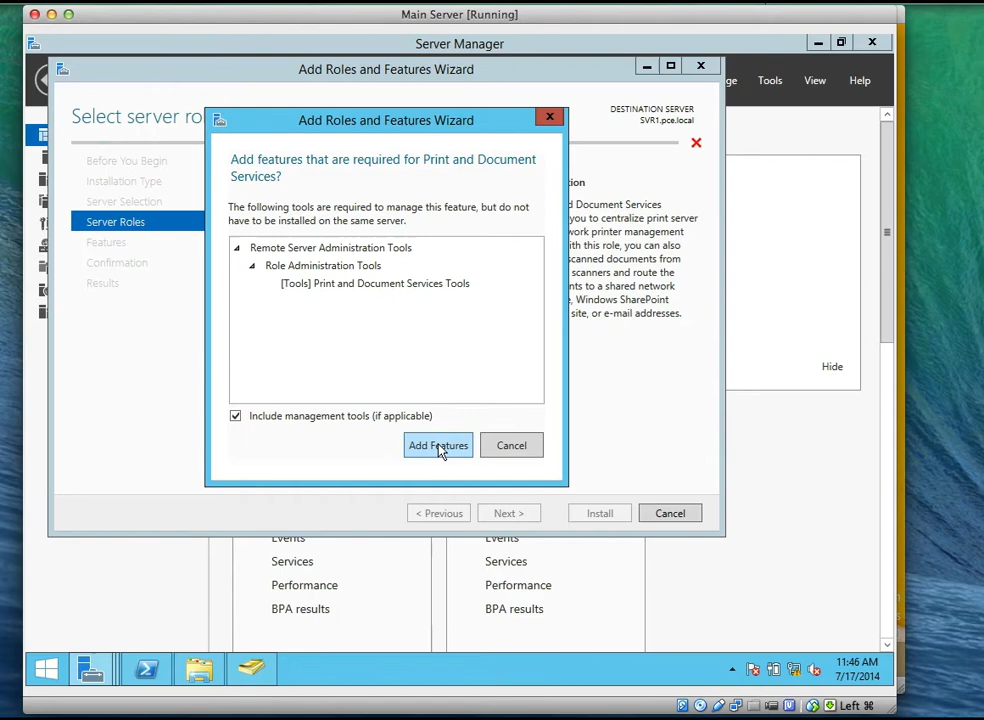 Main Server [Running]
Server Manager
Tools
View
Help
Add Roles and Features Wizard
Select server ro
DESTINATION SERVER
SVR1.pce.local
Before You Begin
Installation Type
Server Selection
Server Roles
Features
Confirmation
Results
Add Roles and Features Wizard
Add features that are required for Print and Document
Services?
The following tools are required to manage this feature, but do not
have to be installed on the same server.
Remote Server Administration Tools
Role Administration Tools
[Tools] Print and Document Services Tools
Include management tools (if applicable)
Add Features
Cancel
d Document Services
you to centralize print server
work printer management
with this role, you can also
scanned documents from
scanners and route the
nts to a shared network
e, Windows SharePoint
site, or e-mail addresses.
Hide
< Previous
Next >
Install
Cancel
Events
Services
Performance
BPA results
Events
Services
Performance
BPA results
11:46 AM
7/17/2014
Left ⌘